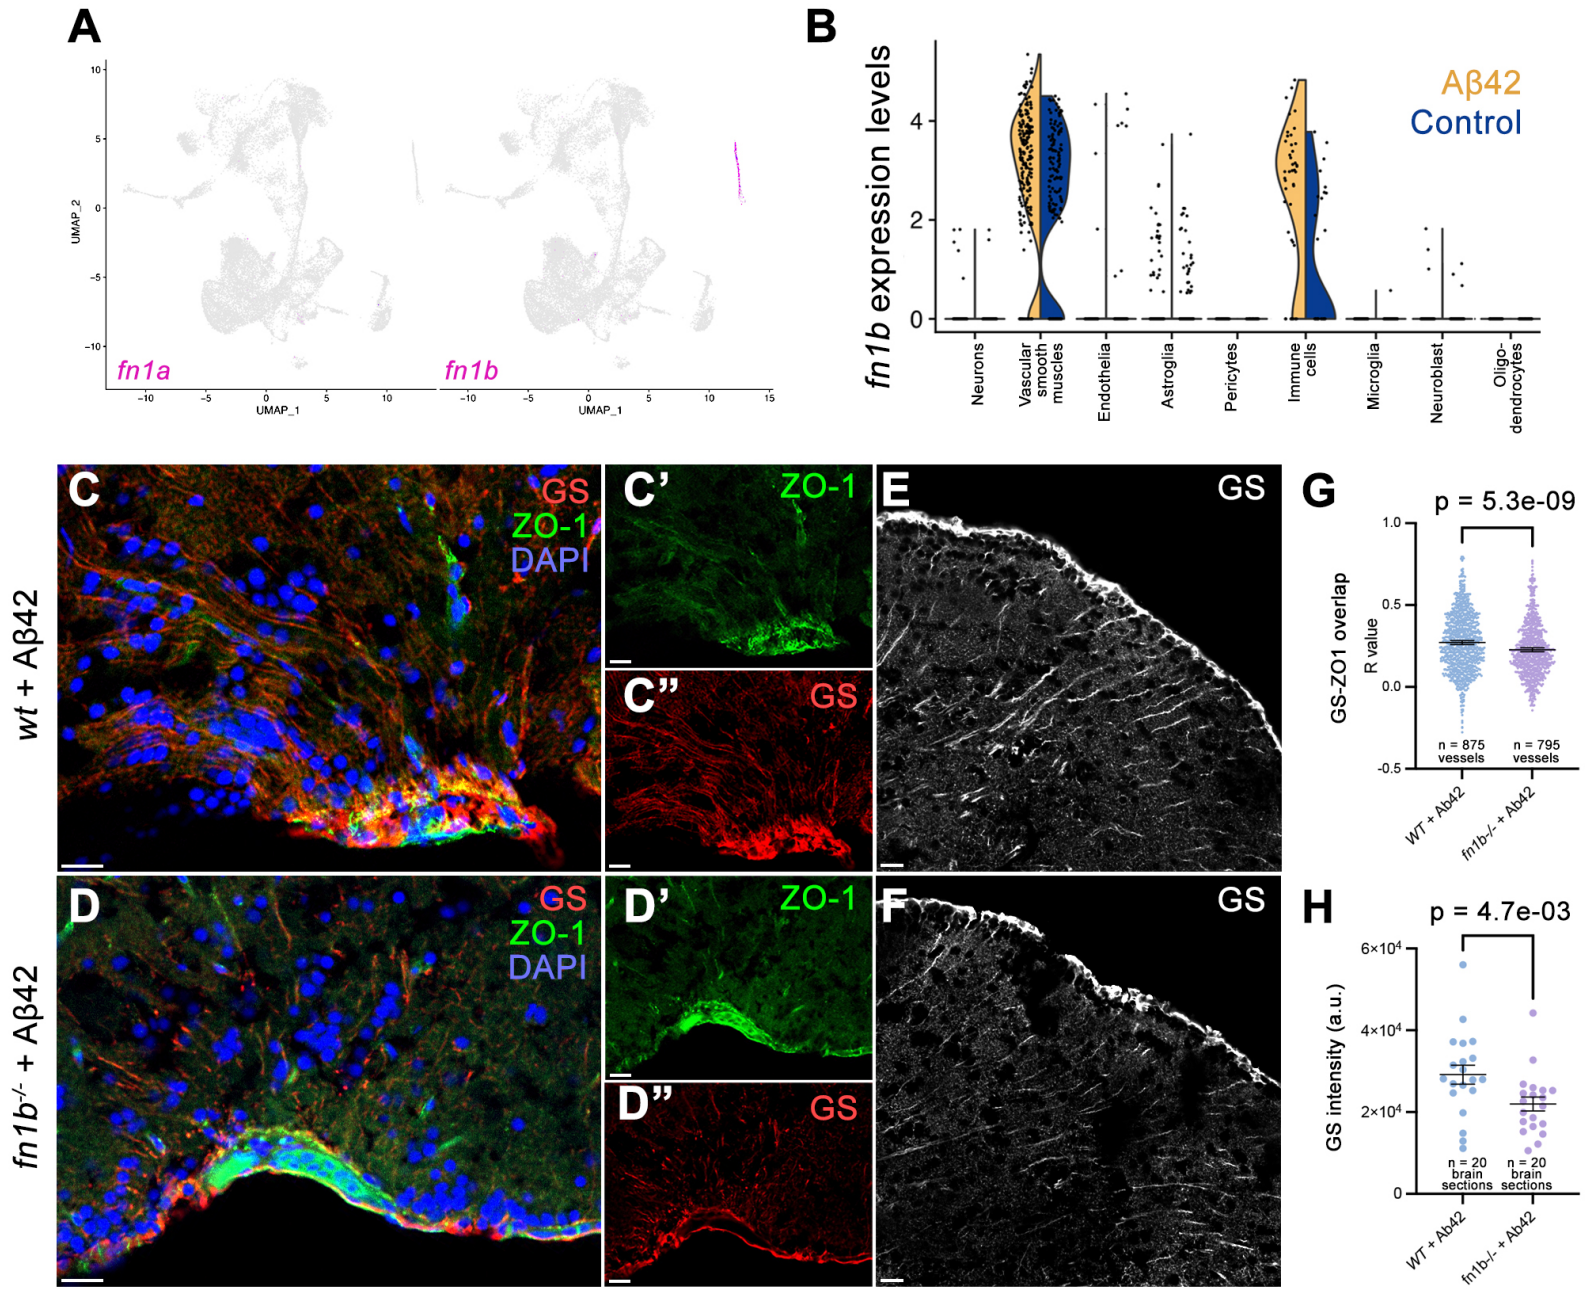 A
10
5
0
−5
−10
UMAP_2
fn1a
fn1b
−10
−5
0
5
10
−10
−5
0
5
10
15
UMAP_1
UMAP_1
B
fn1b expression levels
4
2
0
Aβ42
Control
Neurons
Vascular
smooth
muscles
Endothelia
Astroglia
Pericytes
Immune
cells
Microglia
Neuroblast
Oligo-
dendrocytes
wt + Aβ42
C
GS
ZO-1
DAPI
C’
ZO-1
C”
GS
E
GS
G
p = 5.3e-09
GS-ZO1 overlap
R value
1.0
0.5
0.0
-0.5
n = 875
vessels
n = 795
vessels
WT + Ab42
fn1b-/- + Ab42
fn1b-/- + Aβ42
D
GS
ZO-1
DAPI
D’
ZO-1
D”
GS
F
GS
H
p = 4.7e-03
GS intensity (a.u.)
6×10⁴
4×10⁴
2×10⁴
0
n = 20
brain
sections
n = 20
brain
sections
WT + Ab42
fn1b-/- + Ab42